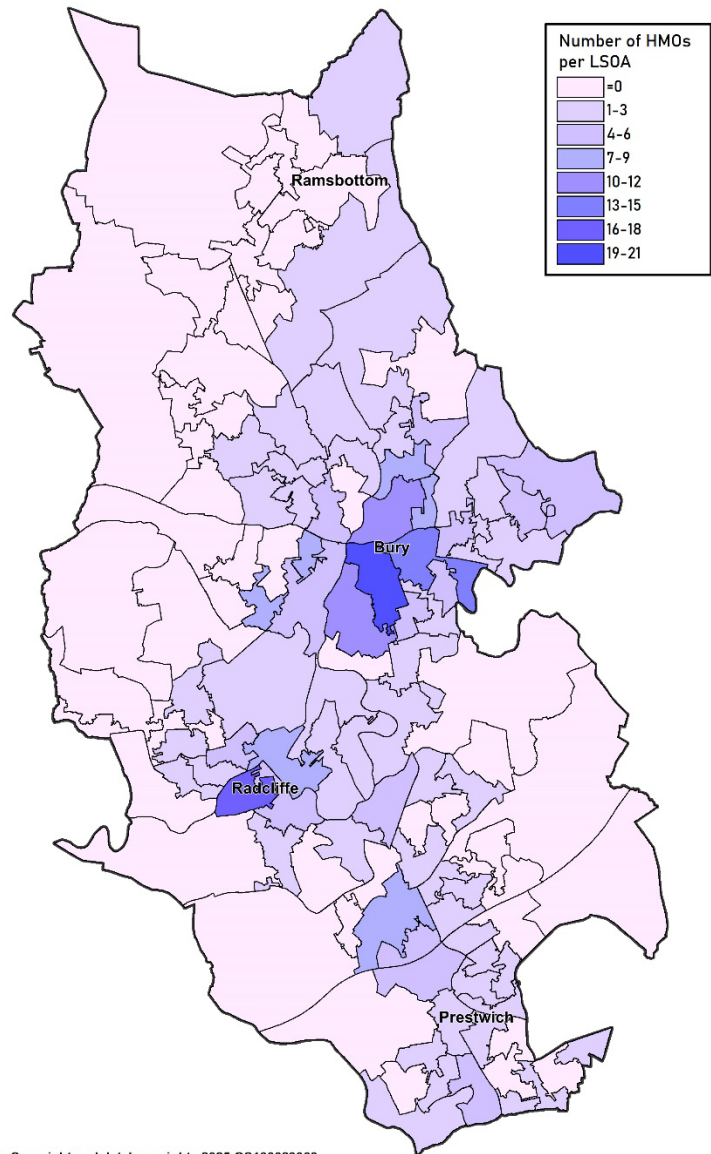 Number of HMOs
per LSOA
=0
1-3
4-6
7-9
10-12
13-15
16-18
19-21
Ramsbottom
Bury
Radcliffe
Prestwich